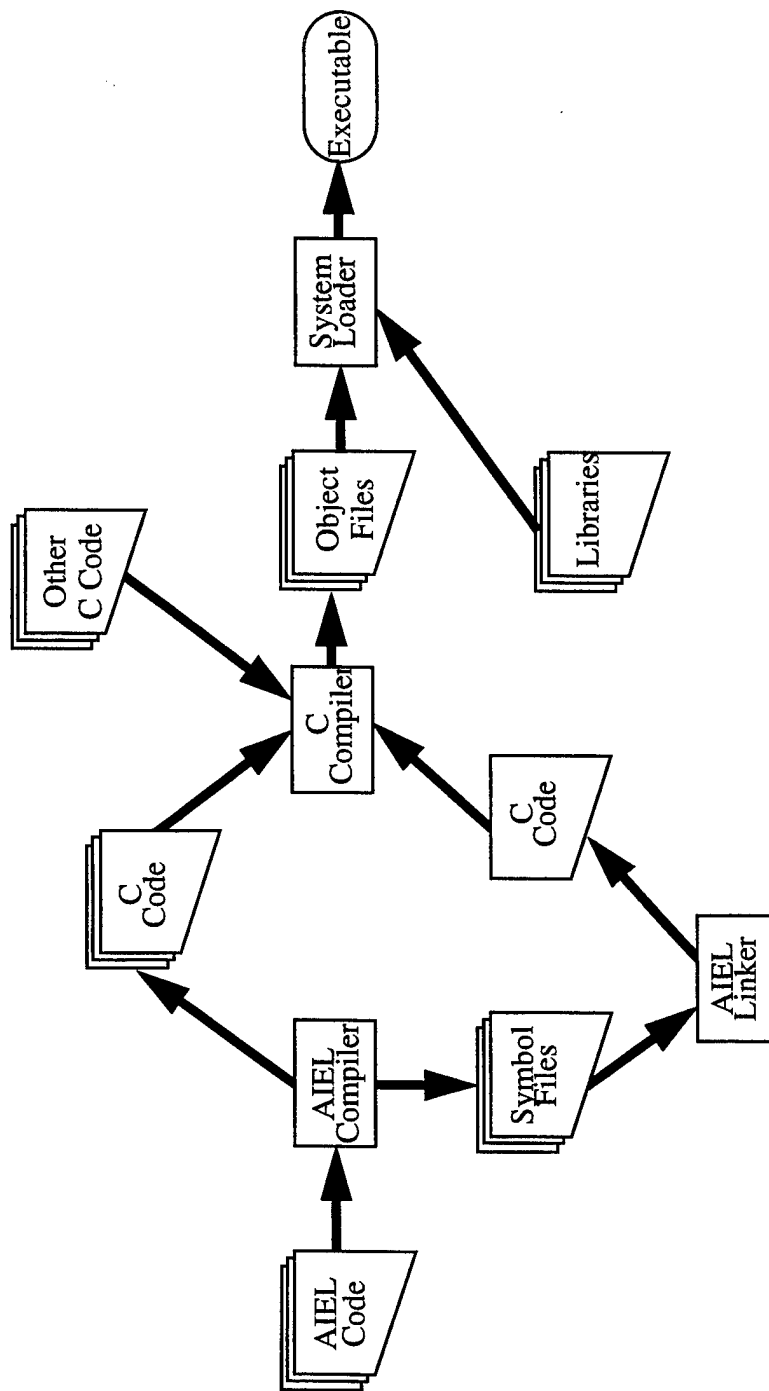 AIEL
Code
AIEL
Compiler
C
Code
Symbol
Files
AIEL
Linker
C
Code
Other
C Code
C
Compiler
Object
Files
Libraries
System
Loader
Executable